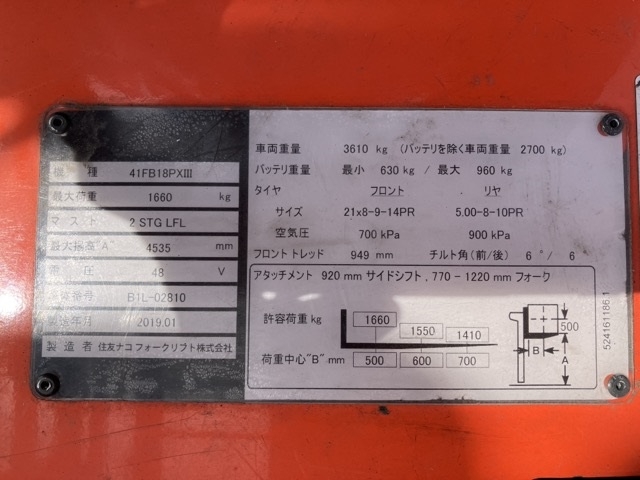 機 種 41FB18PXIII
最大荷重 1660 kg
マスト 2 STG LFL
最大揚高"A" 4535 mm
電 圧 48 V
車体番号 B1L-02810
製造年月 2019.01
製造者 住友ナコ フォークリフト株式会社
車両重量 3610 kg (バッテリを除く車両重量 2700 kg)
バッテリ重量 最小 630 kg / 最大 960 kg
タイヤ フロント リヤ
サイズ 21x8-9-14PR 5.00-8-10PR
空気圧 700 kPa 900 kPa
フロントトレッド 949 mm チルト角(前/後) 6 °/ 6
アタッチメント 920 mm サイドシフト , 770 - 1220 mm フォーク
許容荷重 kg 1660 1550 1410
荷重中心"B" mm 500 600 700
500
B
A
524161186.1